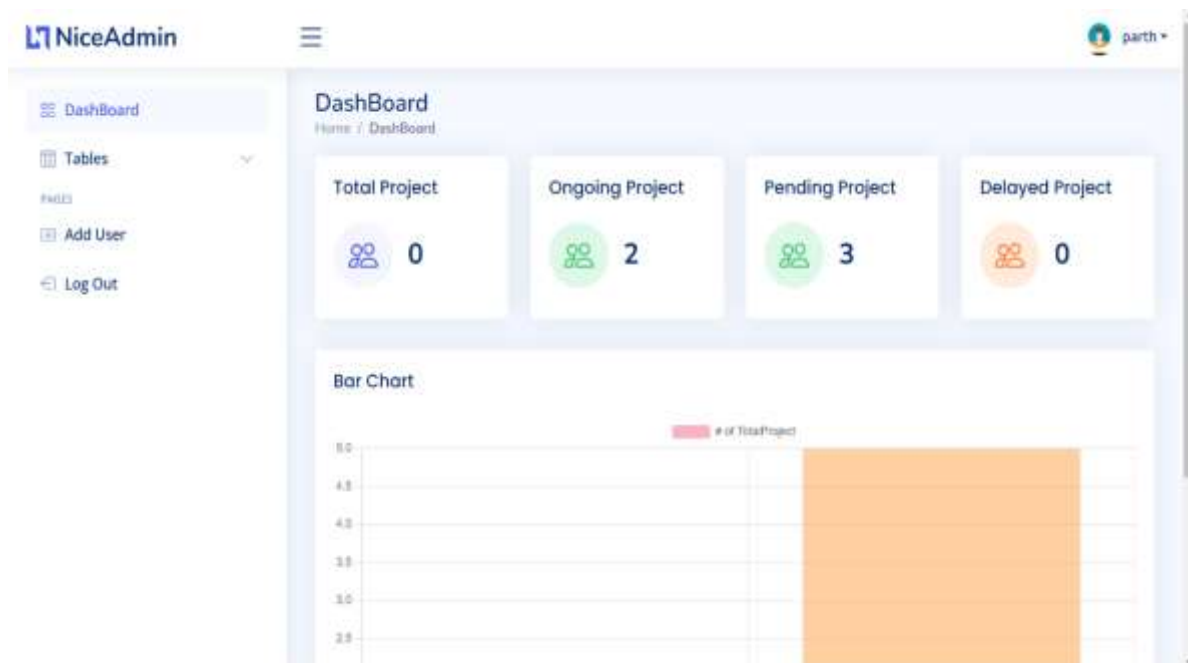 NiceAdmin
parth
DashBoard
Tables
PAGES
Add User
Log Out
DashBoard
Home / DashBoard
Total Project
0
Ongoing Project
2
Pending Project
3
Delayed Project
0
Bar Chart
# of TotalProject
5.0
4.5
4.0
3.5
3.0
2.5